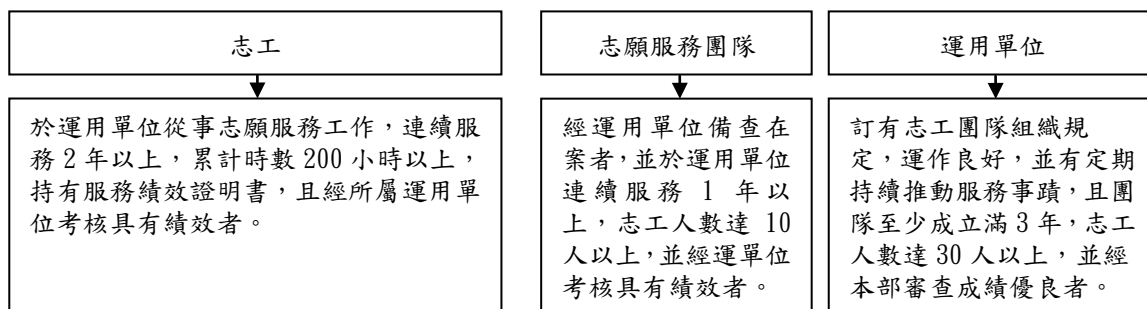 志工
於運用單位從事志願服務工作，連續服
務 2 年以上，累計時數 200 小時以上，
持有服務績效證明書，且經所屬運用單
位考核具有績效者。
志願服務團隊
經運用單位備查在
案者，並於運用單位
連續服務 1 年以
上，志工人數達 10
人以上，並經運單位
考核具有績效者。
運用單位
訂有志工團隊組織規
定，運作良好，並有定期
持續推動服務事蹟，且團
隊至少成立滿 3 年，志工
人數達 30 人以上，並經
本部審查成績優良者。